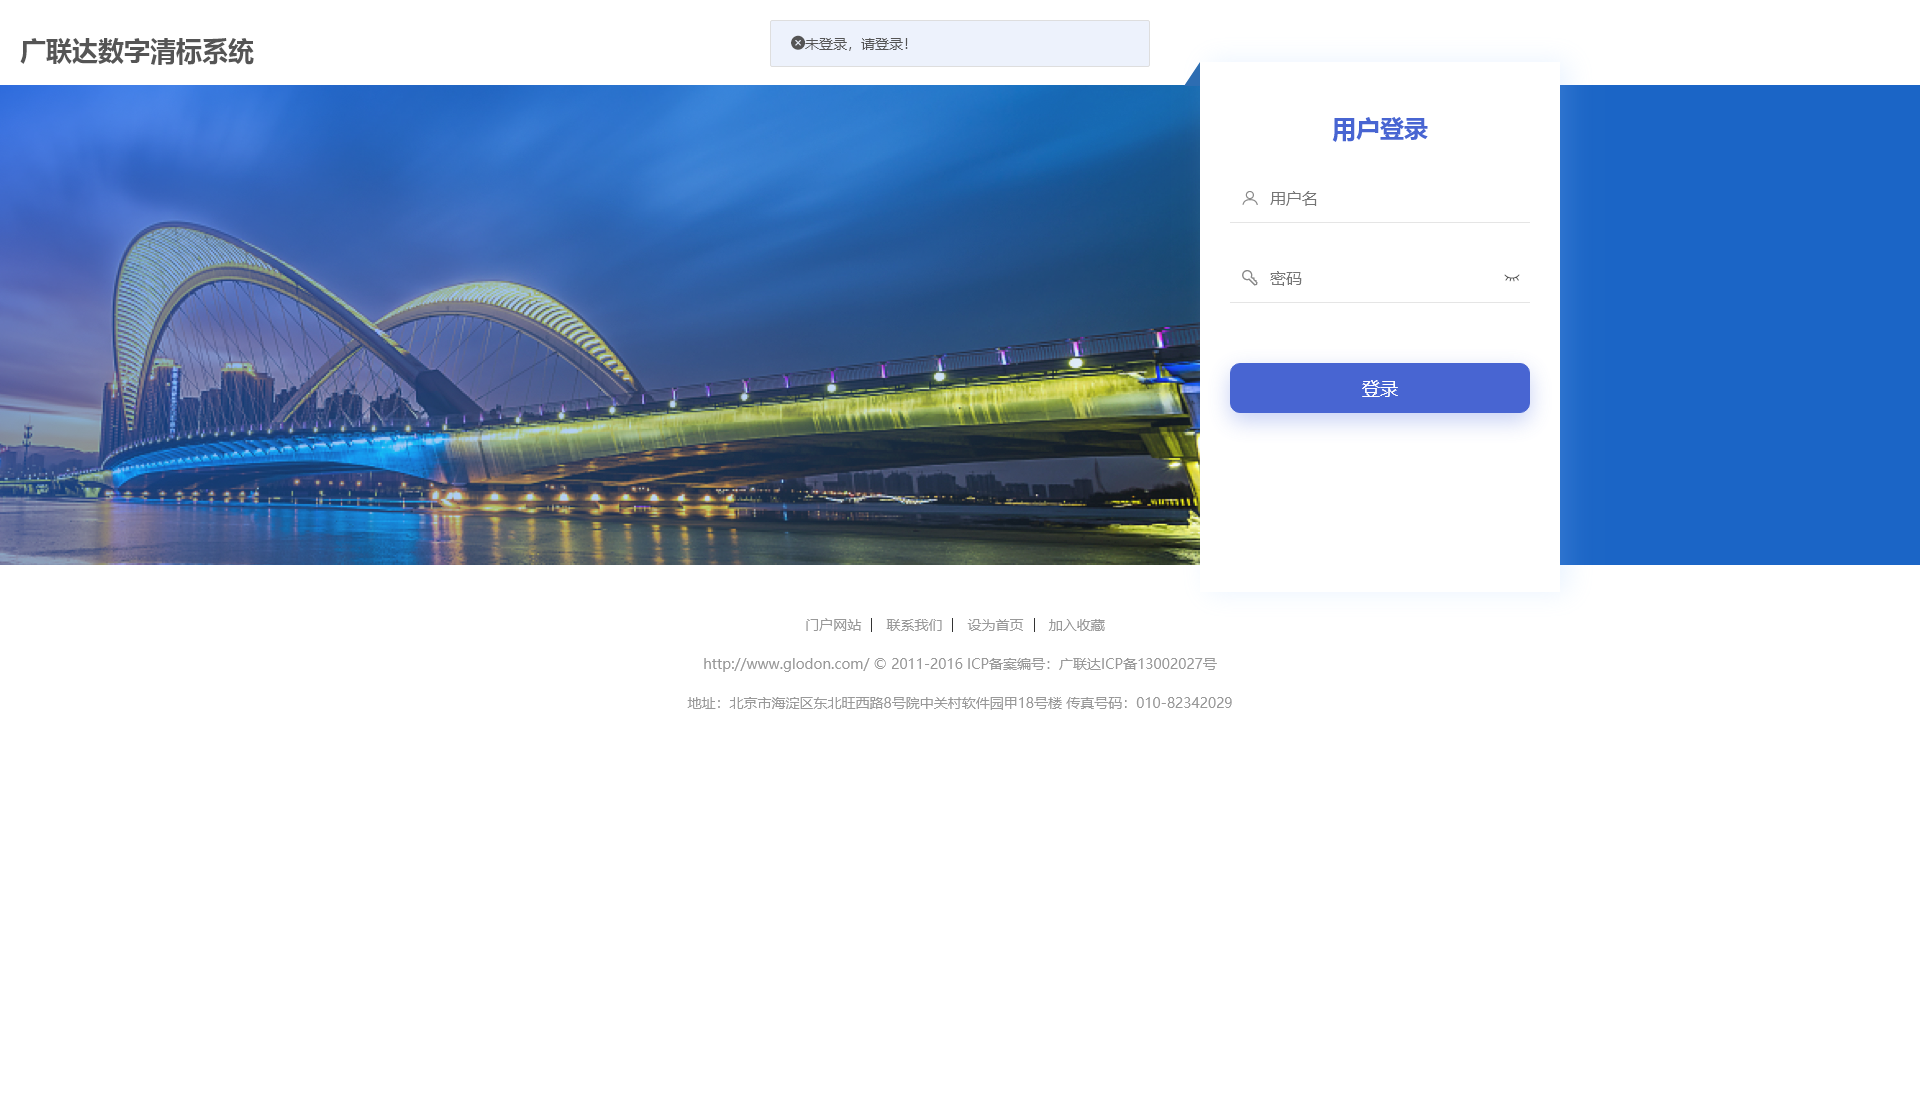 广联达数字清标系统
未登录，请登录!
用户登录
用户名
密码
登录
门户网站 | 联系我们 | 设为首页 | 加入收藏
http://www.glodon.com/ © 2011-2016 ICP备案编号：广联达ICP备13002027号
地址：北京市海淀区东北旺西路8号院中关村软件园甲18号楼 传真号码：010-82342029